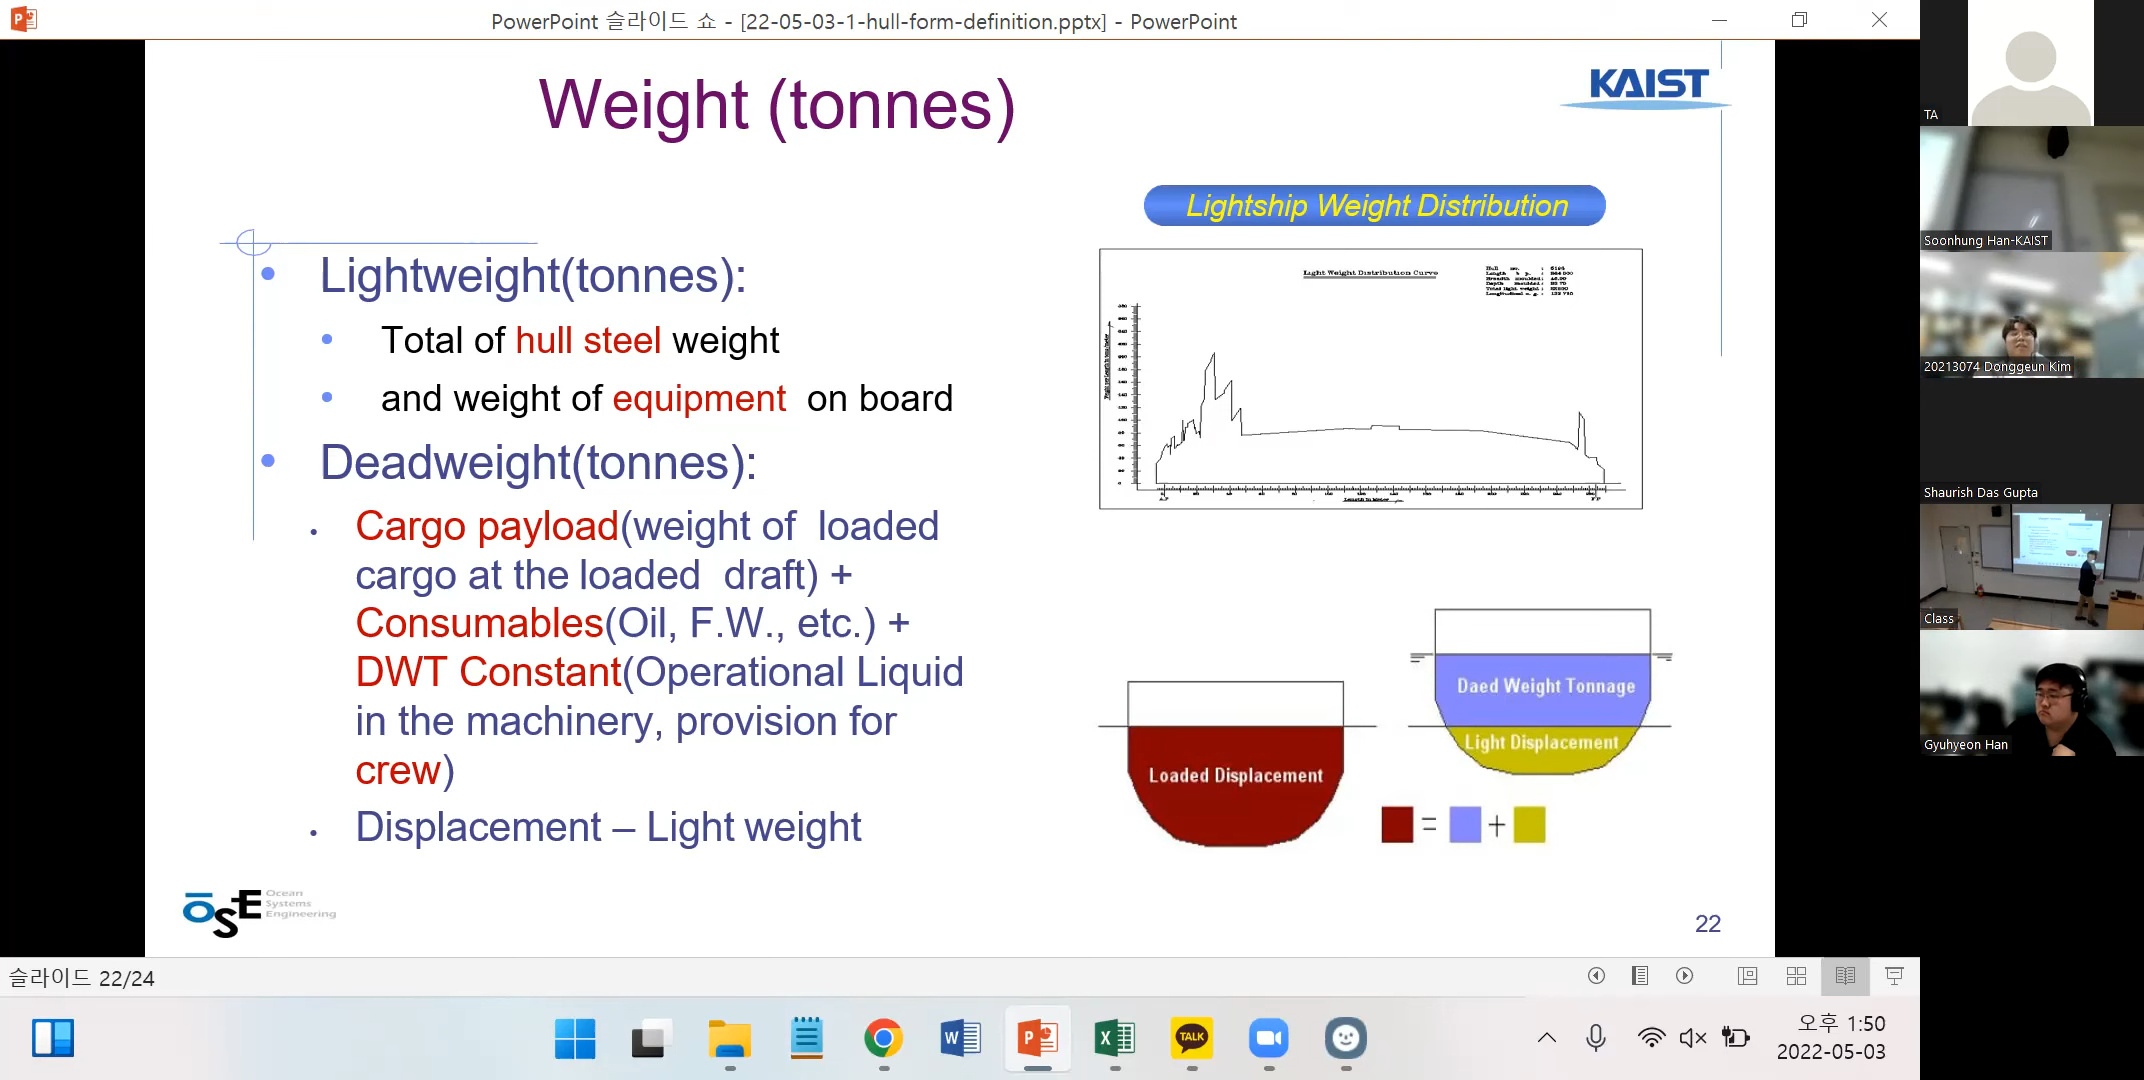 PowerPoint 슬라이드 쇼 - [22-05-03-1-hull-form-definition.pptx] - PowerPoint
Weight (tonnes)
KAIST
Lightship Weight Distribution
Lightweight(tonnes):
Total of hull steel weight
and weight of equipment on board
Deadweight(tonnes):
Cargo payload(weight of loaded
cargo at the loaded draft) +
Consumables(Oil, F.W., etc.) +
DWT Constant(Operational Liquid
in the machinery, provision for
crew)
Displacement – Light weight
Light Weight Distribution Curve
Daed Weight Tonnage
Light Displacement
Loaded Displacement
= +
OSE Ocean
Systems
Engineering
22
TA
Soonhung Han-KAIST
20213074 Donggeun Kim
Shaurish Das Gupta
Class
Gyuhyeon Han
슬라이드 22/24
TALK
오후 1:50
2022-05-03